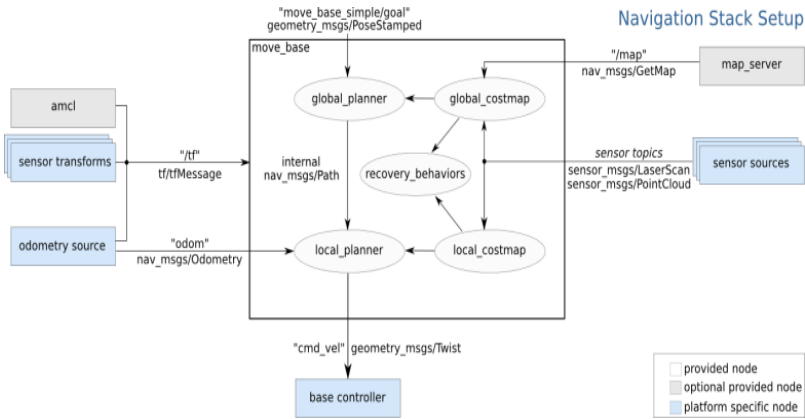 Navigation Stack Setup
"move_base_simple/goal"
geometry_msgs/PoseStamped
move_base
"/map"
nav_msgs/GetMap
map_server
amcl
global_planner
global_costmap
sensor transforms
"/tf"
tf/tfMessage
internal
nav_msgs/Path
recovery_behaviors
sensor topics
sensor_msgs/LaserScan
sensor_msgs/PointCloud
sensor sources
odometry source
"odom"
nav_msgs/Odometry
local_planner
local_costmap
"cmd_vel"
geometry_msgs/Twist
base controller
provided node
optional provided node
platform specific node